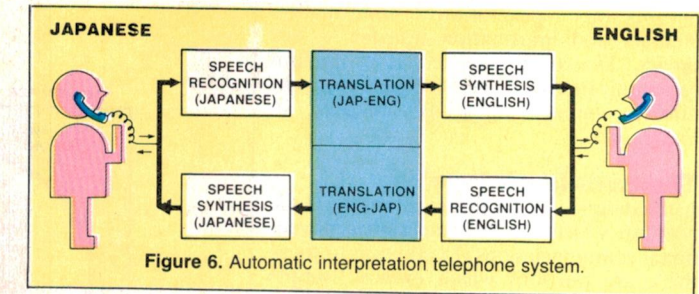 JAPANESE
ENGLISH
SPEECH
RECOGNITION
(JAPANESE)
TRANSLATION
(JAP-ENG)
SPEECH
SYNTHESIS
(ENGLISH)
SPEECH
SYNTHESIS
(JAPANESE)
TRANSLATION
(ENG-JAP)
SPEECH
RECOGNITION
(ENGLISH)
Figure 6. Automatic interpretation telephone system.